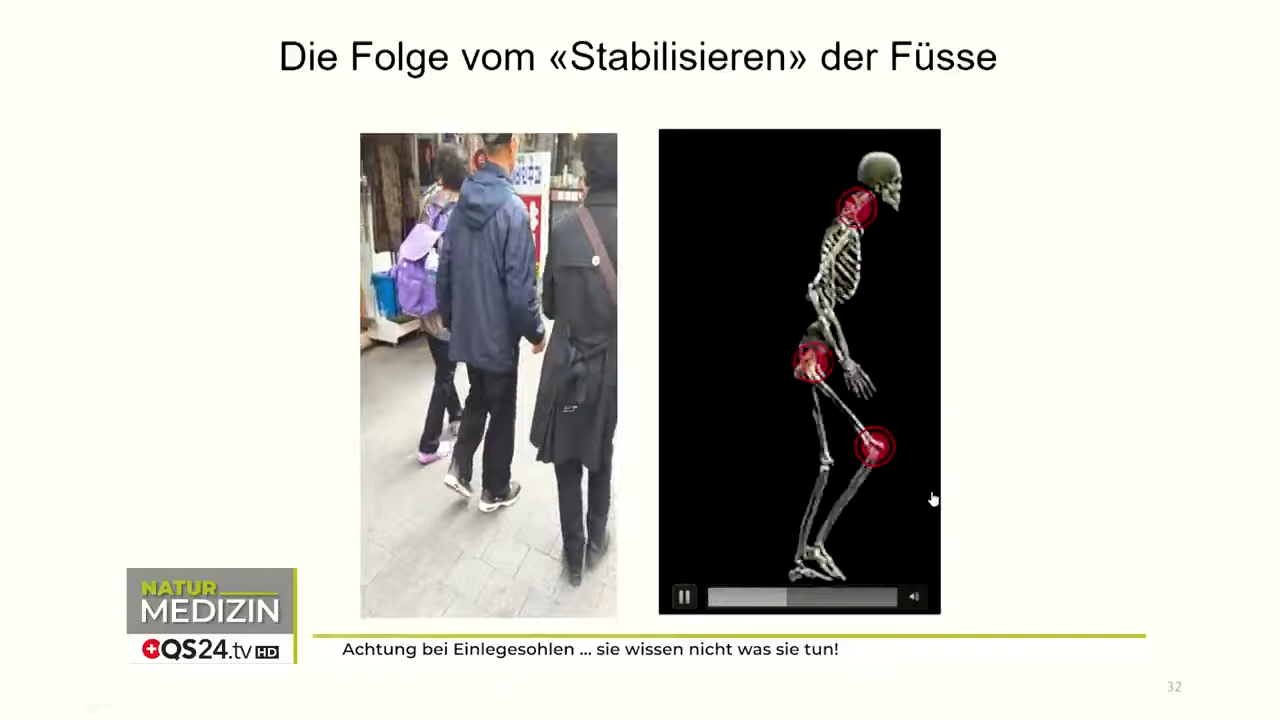 Die Folge vom «Stabilisieren» der Füsse
NATUR
MEDIZIN
QS24.tv HD
Achtung bei Einlegesohlen ... sie wissen nicht was sie tun!
32